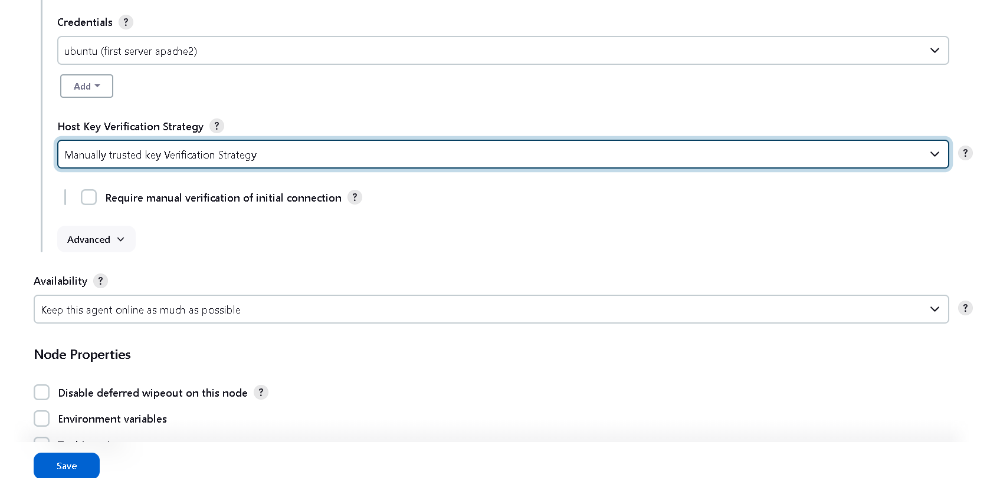 Credentials ?
ubuntu (first server apache2)
Add
Host Key Verification Strategy ?
Manually trusted key Verification Strategy
?
Require manual verification of initial connection ?
Advanced
Availability ?
Keep this agent online as much as possible
?
Node Properties
Disable deferred wipeout on this node ?
Environment variables
Save